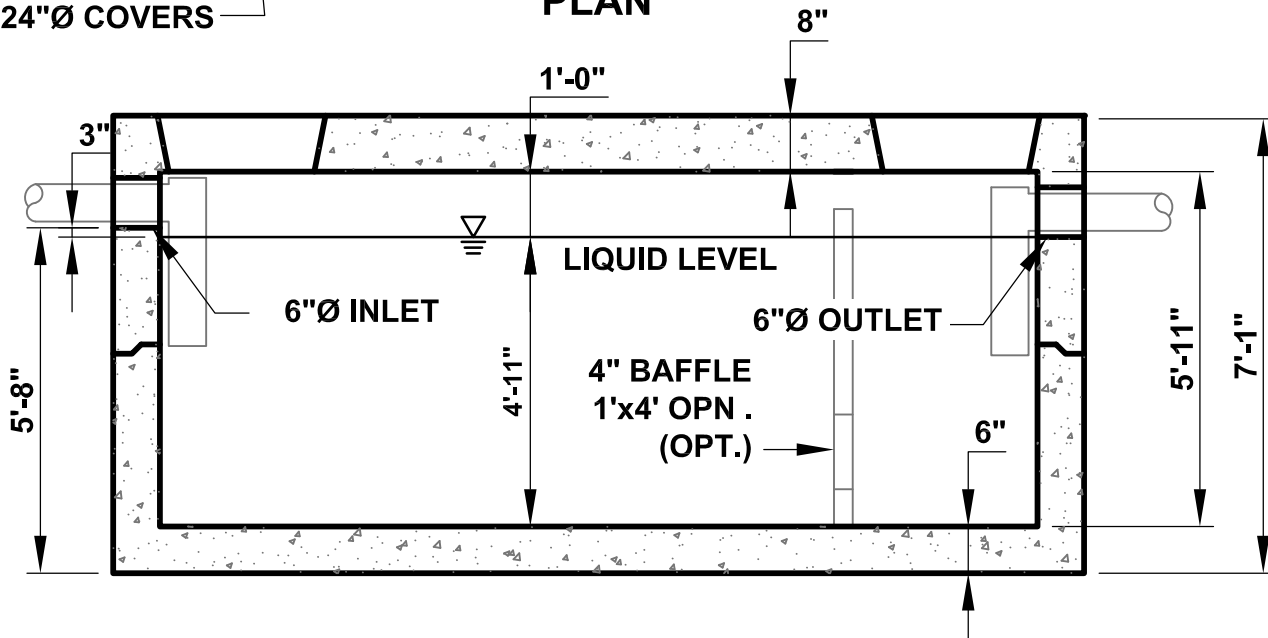 PLAN
24"Ø COVERS
8"
1'-0"
3"
LIQUID LEVEL
6"Ø INLET
6"Ø OUTLET
5'-8"
4'-11"
4" BAFFLE
1'x4' OPN .
(OPT.)
6"
5'-11"
7'-1"